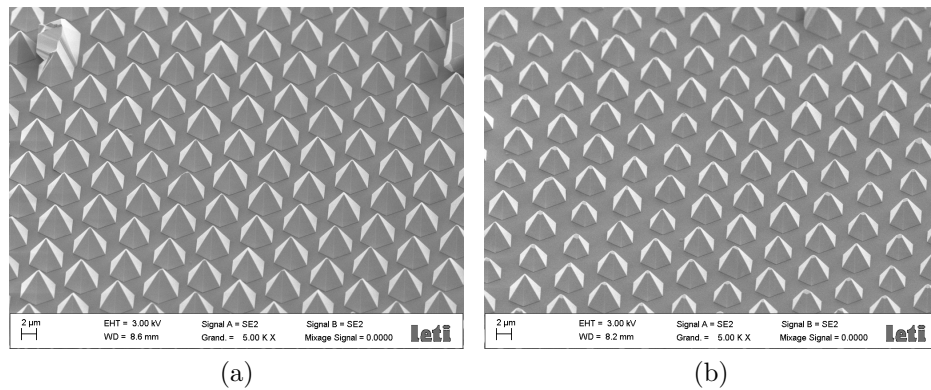 2 µm
EHT = 3.00 kV
Signal A = SE2
Signal B = SE2
WD = 8.6 mm
Grand. = 5.00 K X
Mixage Signal = 0.0000
Leti
2 µm
EHT = 3.00 kV
Signal A = SE2
Signal B = SE2
WD = 8.2 mm
Grand. = 5.00 K X
Mixage Signal = 0.0000
Leti
(a)
(b)